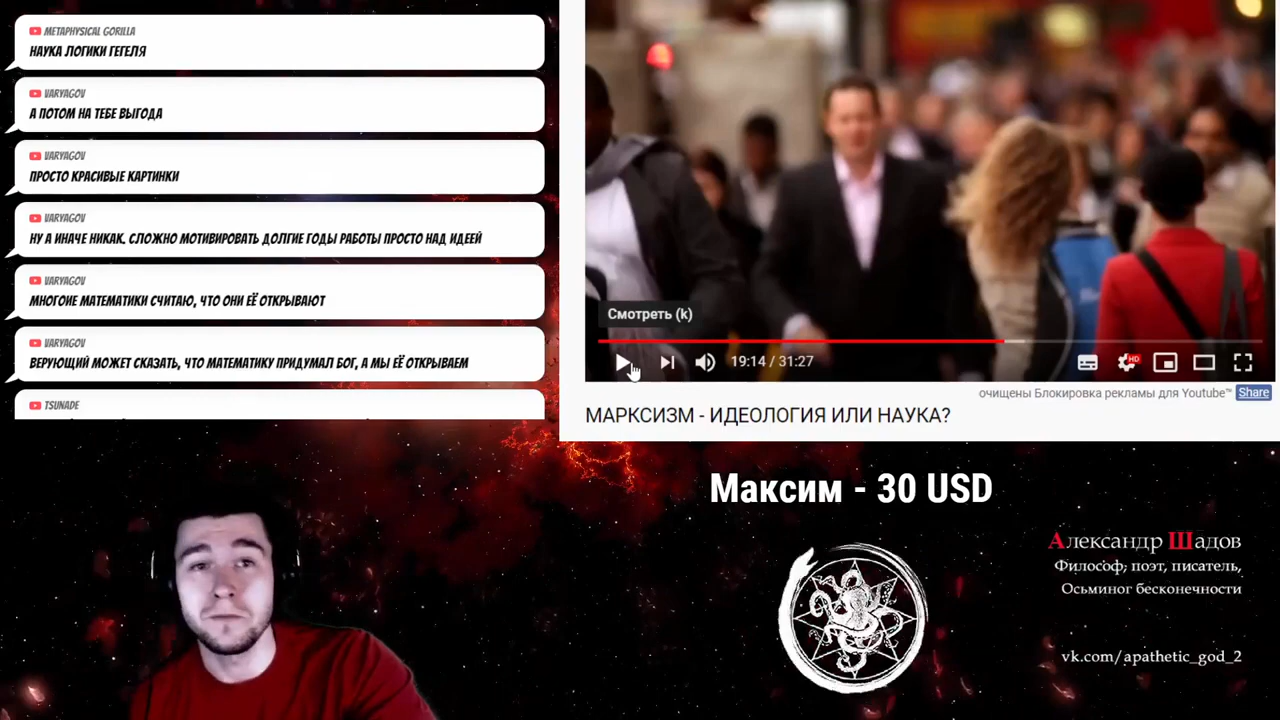 METAPHYSICAL GORILLA
НАУКА ЛОГИКИ ГЕГЕЛЯ
VARYAGOV
А ПОТОМ НА ТЕБЕ ВЫГОДА
VARYAGOV
ПРОСТО КРАСИВЫЕ КАРТИНКИ
VARYAGOV
НУ А ИНАЧЕ НИКАК. СЛОЖНО МОТИВИРОВАТЬ ДОЛГИЕ ГОДЫ РАБОТЫ ПРОСТО НАД ИДЕЕЙ
VARYAGOV
МНОГОИЕ МАТЕМАТИКИ СЧИТАЮ, ЧТО ОНИ ЕЁ ОТКРЫВАЮТ
VARYAGOV
ВЕРУЮЩИЙ МОЖЕТ СКАЗАТЬ, ЧТО МАТЕМАТИКУ ПРИДУМАЛ БОГ, А МЫ ЕЁ ОТКРЫВАЕМ
TSUNADE
Смотреть (k)
19:14 / 31:27
HD
очищены Блокировка рекламы для Youtube™ Share
МАРКСИЗМ - ИДЕОЛОГИЯ ИЛИ НАУКА?
Максим - 30 USD
Александр Шадов
Философ, поэт, писатель,
Осьминог бесконечности
vk.com/apathetic_god_2